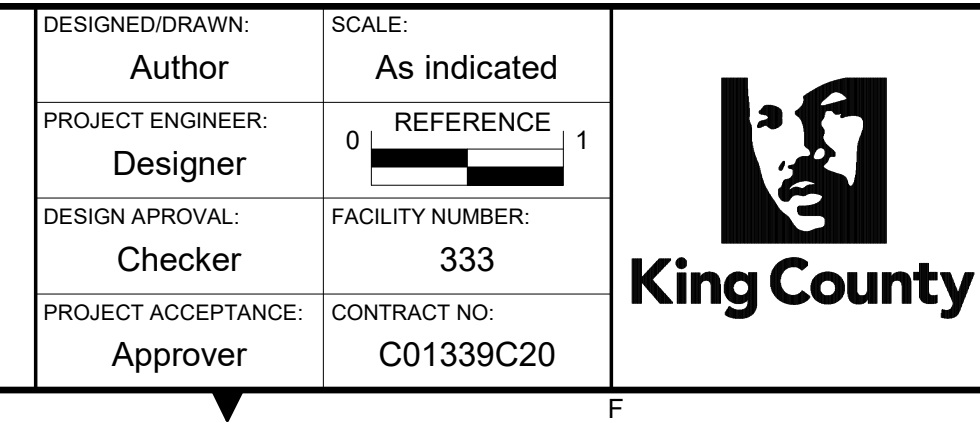 DESIGNED/DRAWN:
Author
SCALE:
As indicated
PROJECT ENGINEER:
Designer
0 REFERENCE 1
DESIGN APROVAL:
Checker
FACILITY NUMBER:
333
PROJECT ACCEPTANCE:
Approver
CONTRACT NO:
C01339C20
King County
F